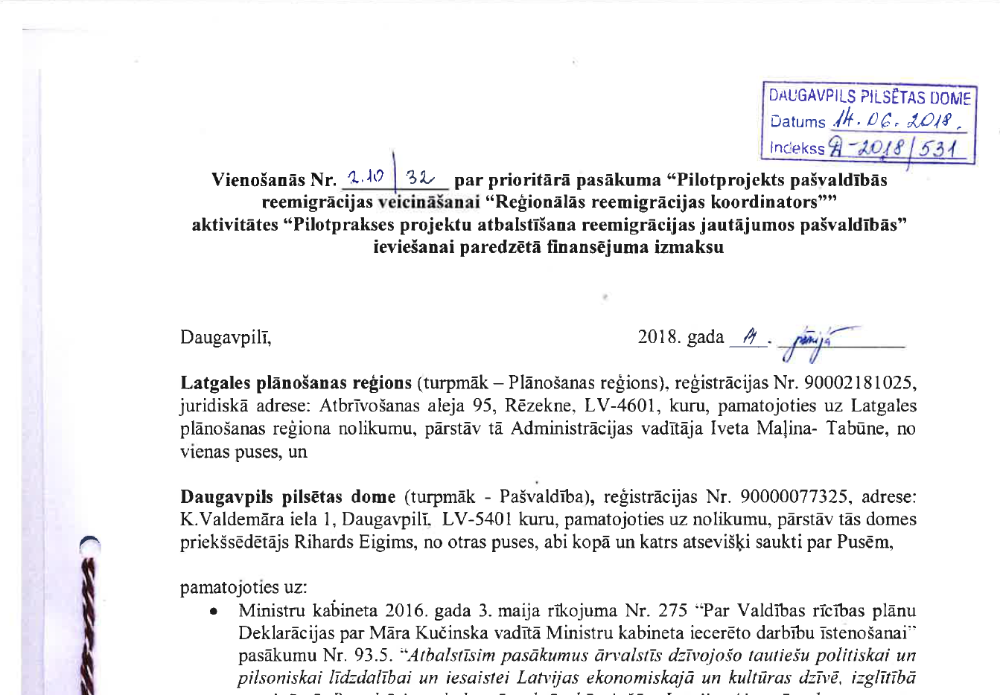 DAUGAVPILS PILSĒTAS DOME
Datums 14.06.2018.
Indekss -2018/531
Vienošanās Nr. 2.10/32 par prioritārā pasākuma “Pilotprojekts pašvaldībās
reemigrācijas veicināšanai “Reģionālās reemigrācijas koordinators””
aktivitātes “Pilotprakses projektu atbalstīšana reemigrācijas jautājumos pašvaldībās”
ieviešanai paredzētā finansējuma izmaksu
Daugavpilī, 2018. gada 14. jūnijā
Latgales plānošanas reģions (turpmāk – Plānošanas reģions), reģistrācijas Nr. 90002181025,
juridiskā adrese: Atbrīvošanas aleja 95, Rēzekne, LV-4601, kuru, pamatojoties uz Latgales
plānošanas reģiona nolikumu, pārstāv tā Administrācijas vadītāja Iveta Maļina- Tabūne, no
vienas puses, un
Daugavpils pilsētas dome (turpmāk - Pašvaldība), reģistrācijas Nr. 90000077325, adrese:
K.Valdemāra iela 1, Daugavpilī, LV-5401 kuru, pamatojoties uz nolikumu, pārstāv tās domes
priekšsēdētājs Rihards Eigims, no otras puses, abi kopā un katrs atsevišķi saukti par Pusēm,
pamatojoties uz:
• Ministru kabineta 2016. gada 3. maija rīkojuma Nr. 275 “Par Valdības rīcības plānu
Deklarācijas par Māra Kučinska vadītā Ministru kabineta iecerēto darbību īstenošanai”
pasākumu Nr. 93.5. “Atbalstīsim pasākumus ārvalstīs dzīvojošo tautiešu politiskai un
pilsoniskai līdzdalībai un iesaistei Latvijas ekonomiskajā un kultūras dzīvē, izglītībā